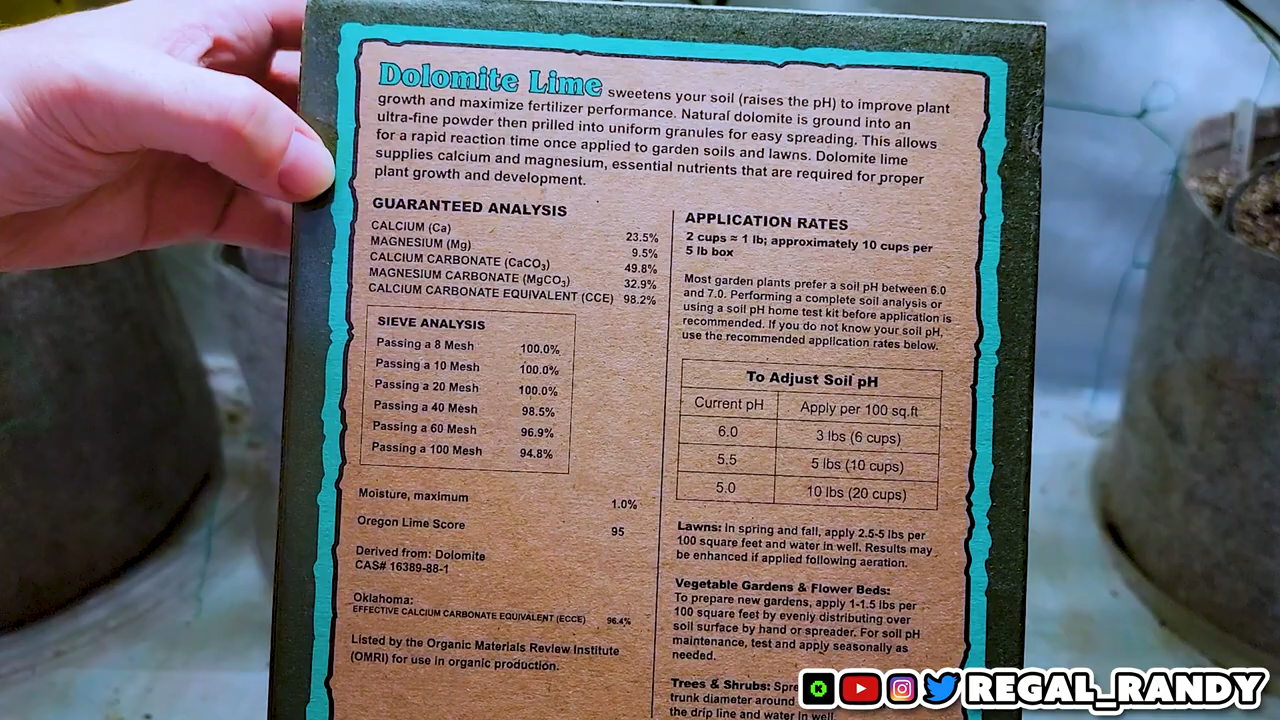 Dolomite Lime sweetens your soil (raises the pH) to improve plant
growth and maximize fertilizer performance. Natural dolomite is ground into an
ultra-fine powder then prilled into uniform granules for easy spreading. This allows
for a rapid reaction time once applied to garden soils and lawns. Dolomite lime
supplies calcium and magnesium, essential nutrients that are required for proper
plant growth and development.
GUARANTEED ANALYSIS
CALCIUM (Ca) 23.5%
MAGNESIUM (Mg) 9.5%
CALCIUM CARBONATE (CaCO₃) 49.8%
MAGNESIUM CARBONATE (MgCO₃) 32.9%
CALCIUM CARBONATE EQUIVALENT (CCE) 98.2%
SIEVE ANALYSIS
Passing a 8 Mesh 100.0%
Passing a 10 Mesh 100.0%
Passing a 20 Mesh 100.0%
Passing a 40 Mesh 98.5%
Passing a 60 Mesh 96.9%
Passing a 100 Mesh 94.8%
Moisture, maximum 1.0%
Oregon Lime Score 95
Derived from: Dolomite
CAS# 16389-88-1
Oklahoma:
EFFECTIVE CALCIUM CARBONATE EQUIVALENT (ECCE) 96.4%
Listed by the Organic Materials Review Institute
(OMRI) for use in organic production.
APPLICATION RATES
2 cups ≈ 1 lb; approximately 10 cups per
5 lb box
Most garden plants prefer a soil pH between 6.0
and 7.0. Performing a complete soil analysis or
using a soil pH home test kit before application is
recommended. If you do not know your soil pH,
use the recommended application rates below.
To Adjust Soil pH
Current pH Apply per 100 sq.ft
6.0 3 lbs (6 cups)
5.5 5 lbs (10 cups)
5.0 10 lbs (20 cups)
Lawns: In spring and fall, apply 2.5-5 lbs per
100 square feet and water in well. Results may
be enhanced if applied following aeration.
Vegetable Gardens & Flower Beds:
To prepare new gardens, apply 1-1.5 lbs per
100 square feet by evenly distributing over
soil surface by hand or spreader. For soil pH
maintenance, test and apply seasonally as
needed.
Trees & Shrubs:
trunk diameter around
the drip line and water in well.
REGAL_RANDY